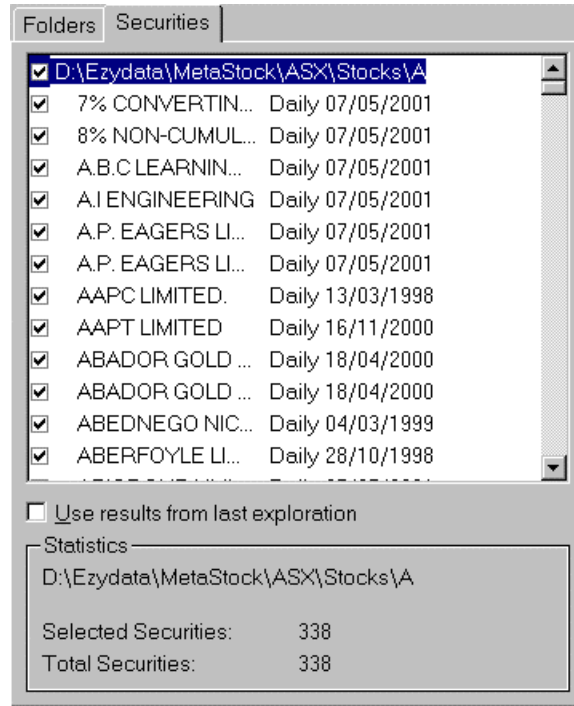 Folders Securities
D:\Ezydata\MetaStock\ASX\Stocks\A
7% CONVERTIN... Daily 07/05/2001
8% NON-CUMUL... Daily 07/05/2001
A.B.C LEARNIN... Daily 07/05/2001
A.I ENGINEERING Daily 07/05/2001
A.P. EAGERS LI... Daily 07/05/2001
A.P. EAGERS LI... Daily 07/05/2001
AAPC LIMITED. Daily 13/03/1998
AAPT LIMITED Daily 16/11/2000
ABADOR GOLD ... Daily 18/04/2000
ABADOR GOLD ... Daily 18/04/2000
ABEDNEGO NIC... Daily 04/03/1999
ABERFOYLE LI... Daily 28/10/1998
Use results from last exploration
Statistics
D:\Ezydata\MetaStock\ASX\Stocks\A
Selected Securities: 338
Total Securities: 338